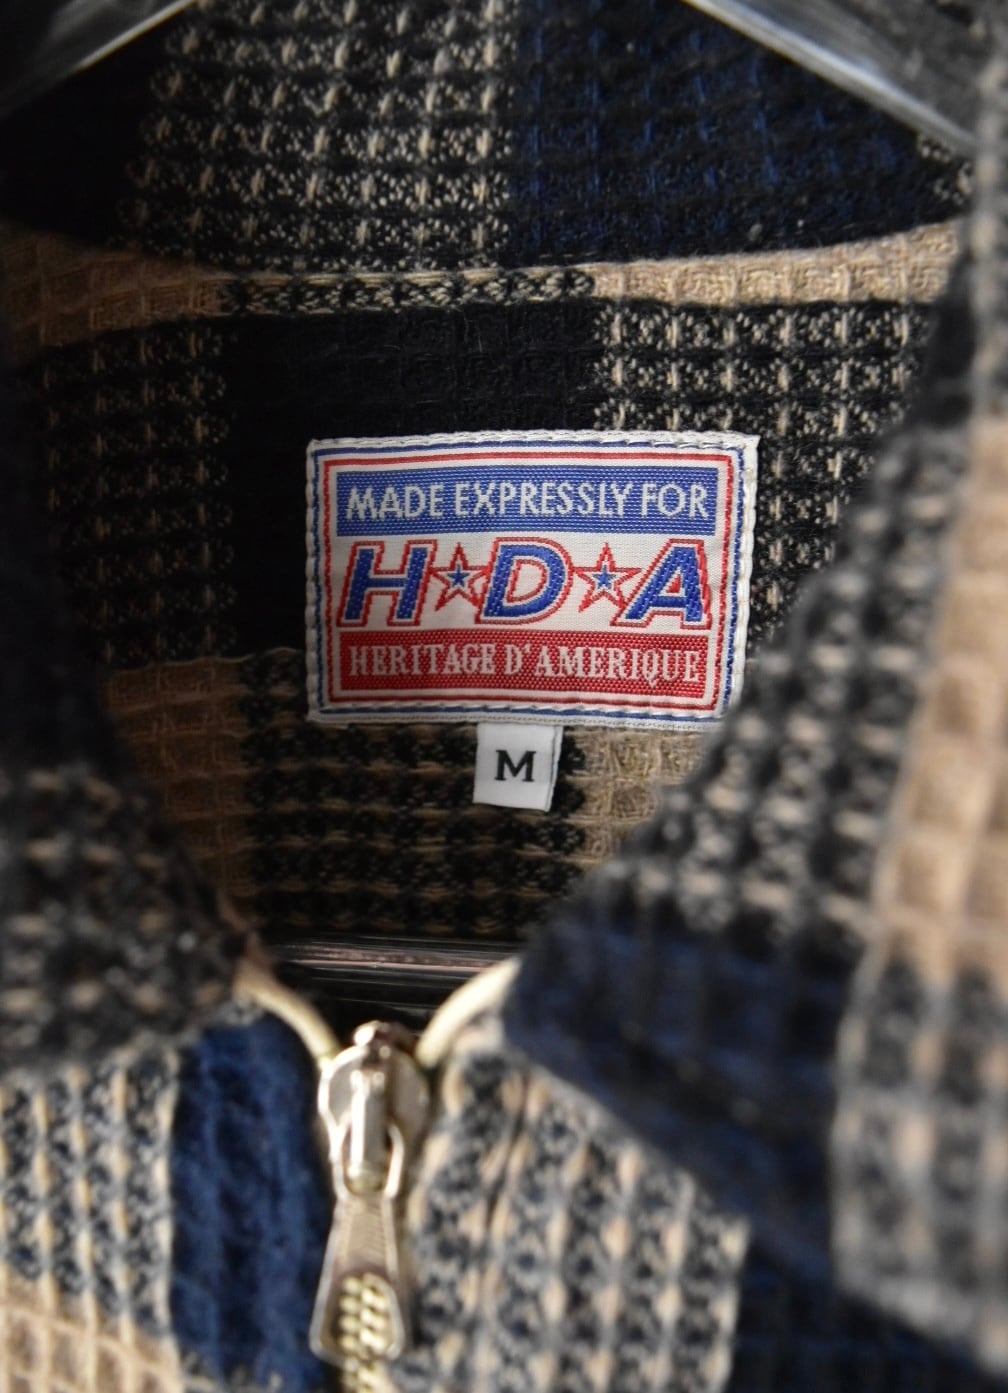 MADE EXPRESSLY FOR
H★D★A
HERITAGE D'AMERIQUE
M